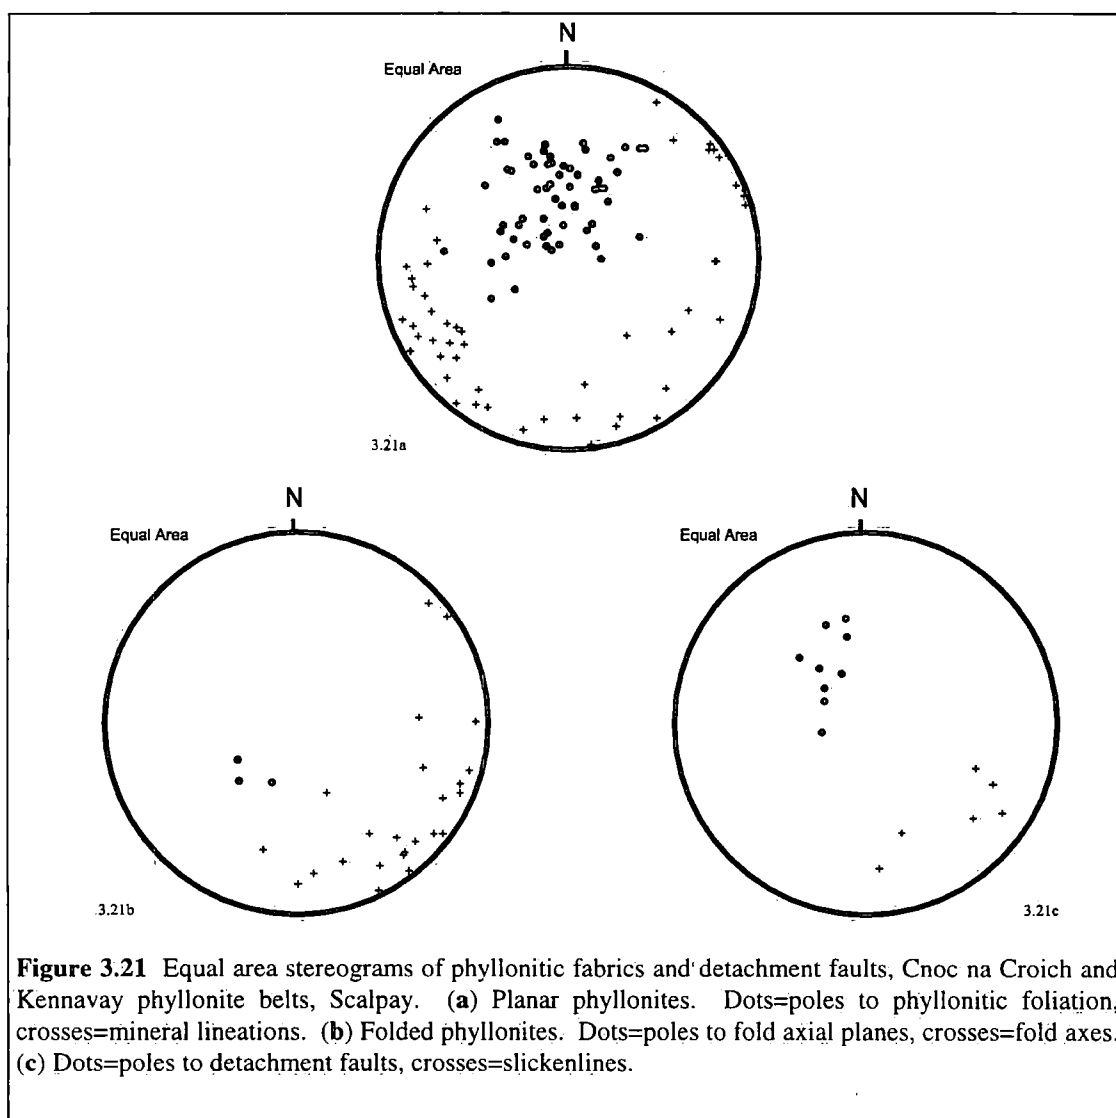 N
Equal Area
3.21a
N
N
Equal Area
Equal Area
3.21b
3.21c
Figure 3.21 Equal area stereograms of phyllonitic fabrics and detachment faults, Cnoc na Croich and
Kennavay phyllonite belts, Scalpay. (a) Planar phyllonites. Dots=poles to phyllonitic foliation,
crosses=mineral lineations. (b) Folded phyllonites. Dots=poles to fold axial planes, crosses=fold axes.
(c) Dots=poles to detachment faults, crosses=slickenlines.